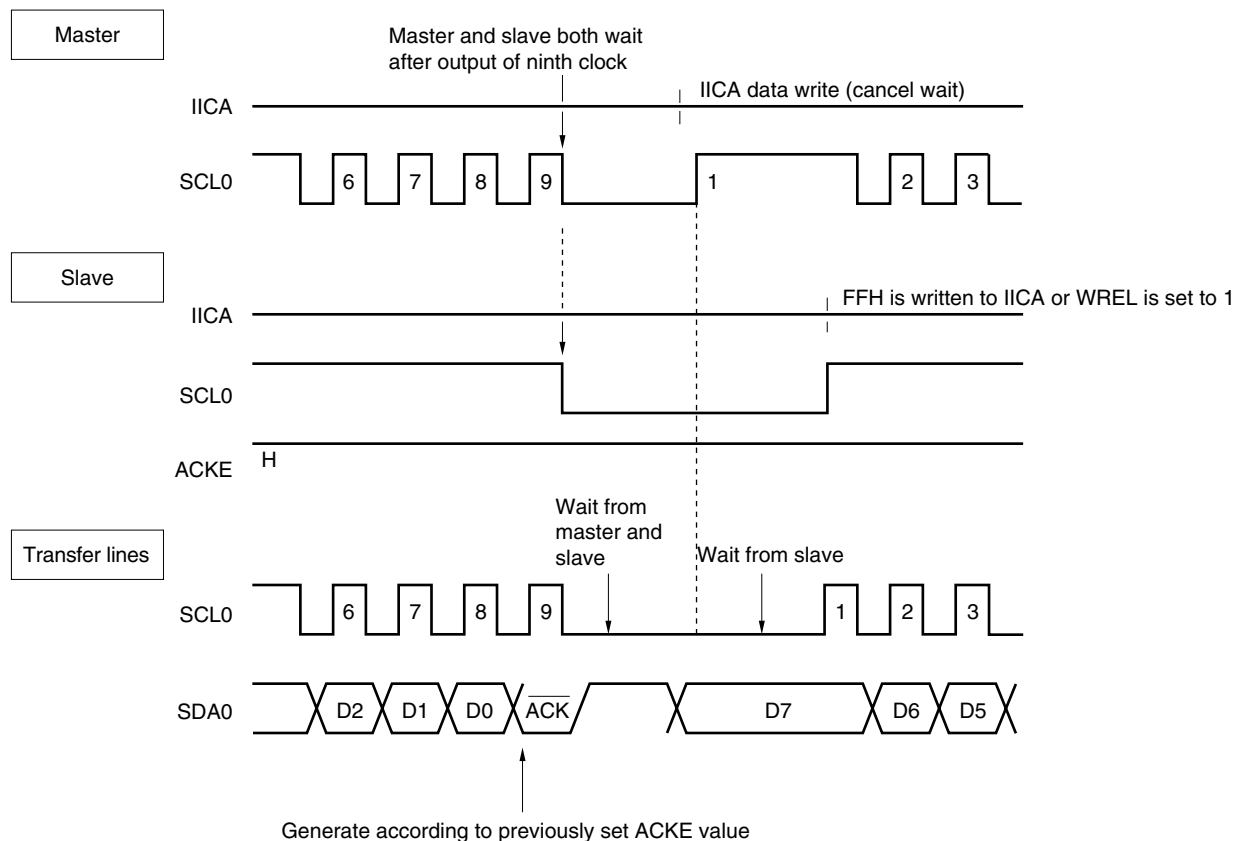 Master
Master and slave both wait
after output of ninth clock
IICA data write (cancel wait)
IICA
SCL0
6 7 8 9 1 2 3
Slave
FFH is written to IICA or WREL is set to 1
IICA
SCL0
ACKE
H
Wait from
master and
slave
Wait from slave
Transfer lines
SCL0
6 7 8 9 1 2 3
SDA0
D2 D1 D0 ACK D7 D6 D5
Generate according to previously set ACKE value